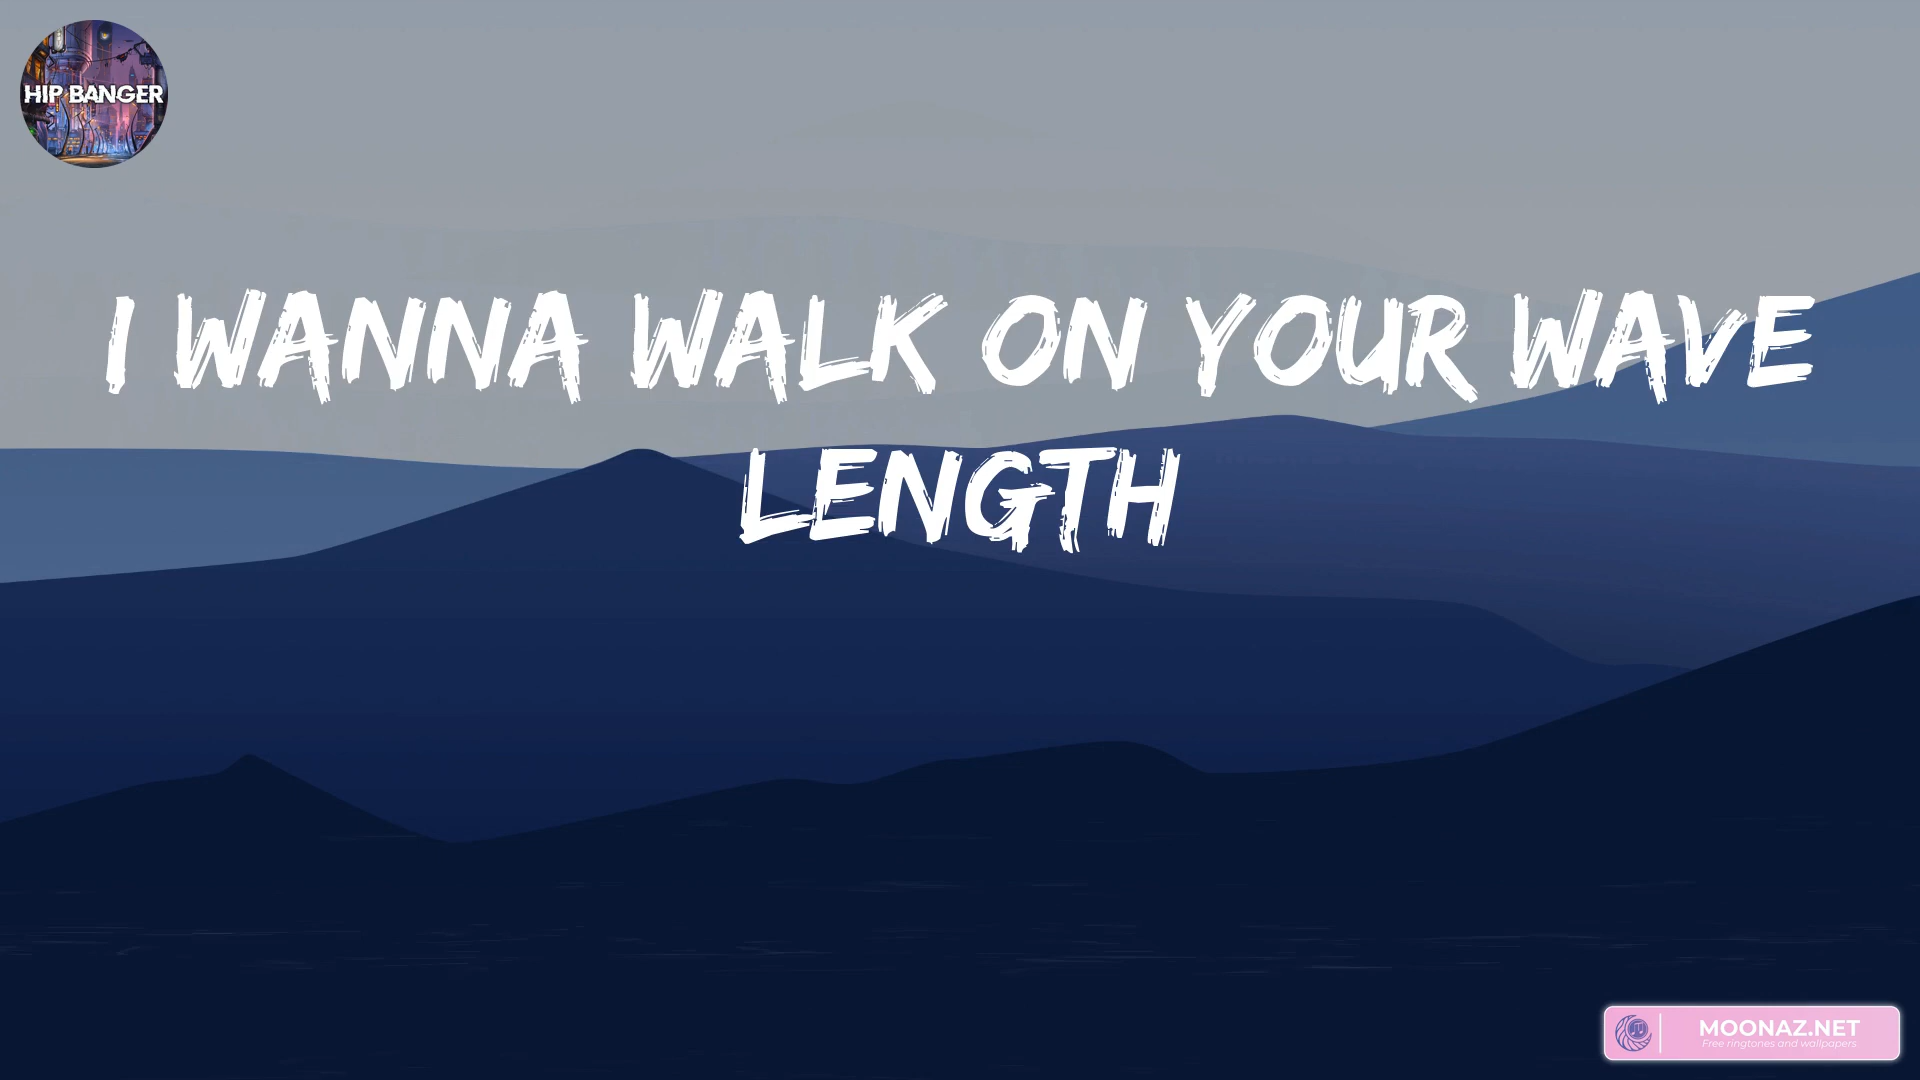 HIP BANGER
I WANNA WALK ON YOUR WAVE
LENGTH
MOONAZ.NET
Free ringtones and wallpapers